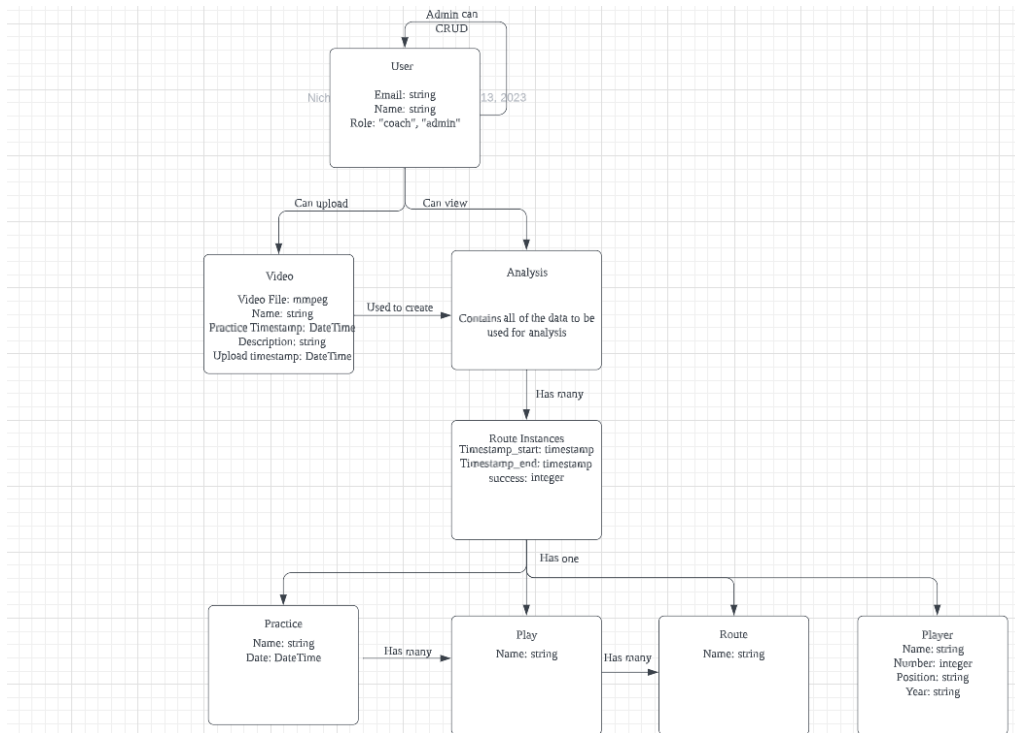 Admin can
CRUD
User
Nich
13, 2023
Email: string
Name: string
Role: "coach", "admin"
Can upload
Can view
Video
Video File: mmpeg
Name: string
Practice Timestamp: DateTime
Description: string
Upload timestamp: DateTime
Used to create
Analysis
Contains all of the data to be
used for analysis
Has many
Route Instances
Timestamp_start: timestamp
Timestamp_end: timestamp
success: integer
Has one
Practice
Name: string
Date: DateTime
Has many
Play
Name: string
Has many
Route
Name: string
Player
Name: string
Number: integer
Position: string
Year: string